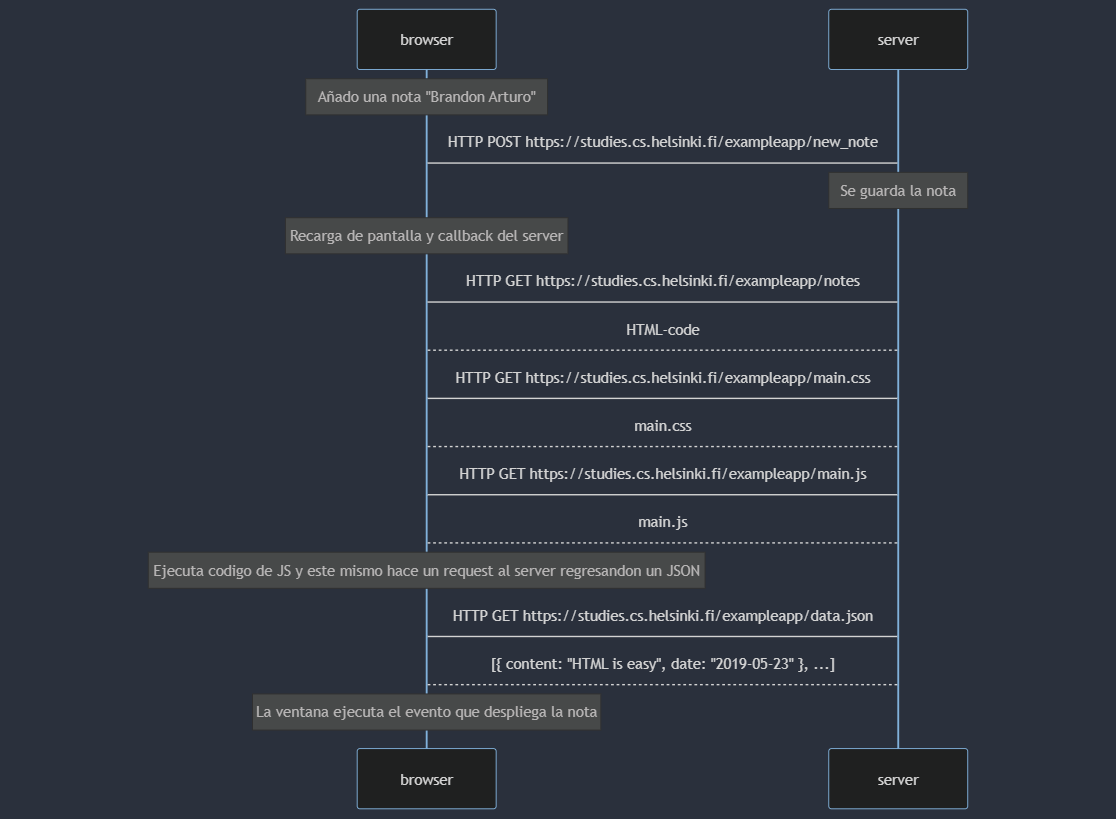 browser
server
Añado una nota "Brandon Arturo"
HTTP POST https://studies.cs.helsinki.fi/exampleapp/new_note
Se guarda la nota
Recarga de pantalla y callback del server
HTTP GET https://studies.cs.helsinki.fi/exampleapp/notes
HTML-code
HTTP GET https://studies.cs.helsinki.fi/exampleapp/main.css
main.css
HTTP GET https://studies.cs.helsinki.fi/exampleapp/main.js
main.js
Ejecuta codigo de JS y este mismo hace un request al server regresandon un JSON
HTTP GET https://studies.cs.helsinki.fi/exampleapp/data.json
[{ content: "HTML is easy", date: "2019-05-23" }, ...]
La ventana ejecuta el evento que despliega la nota
browser
server